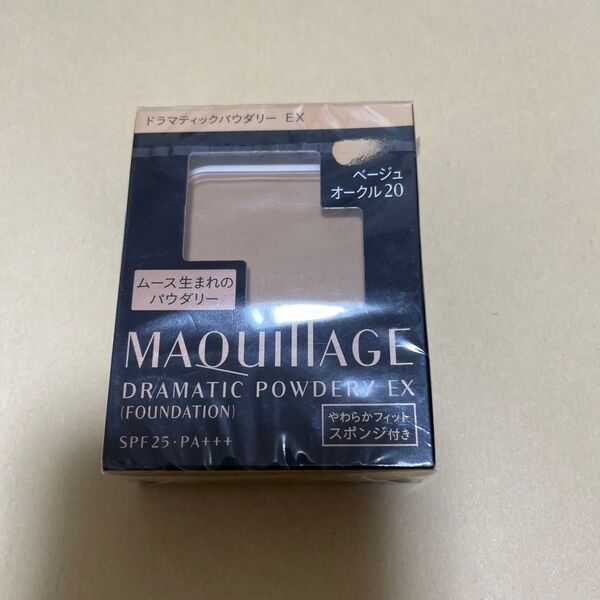 ドラマティックパウダリー EX
ベージュ
オークル20
ムース生まれの
パウダリー
MAQuillAGE
DRAMATIC POWDERY EX
(FOUNDATION)
SPF25・PA+++
やわらかフィット
スポンジ付き